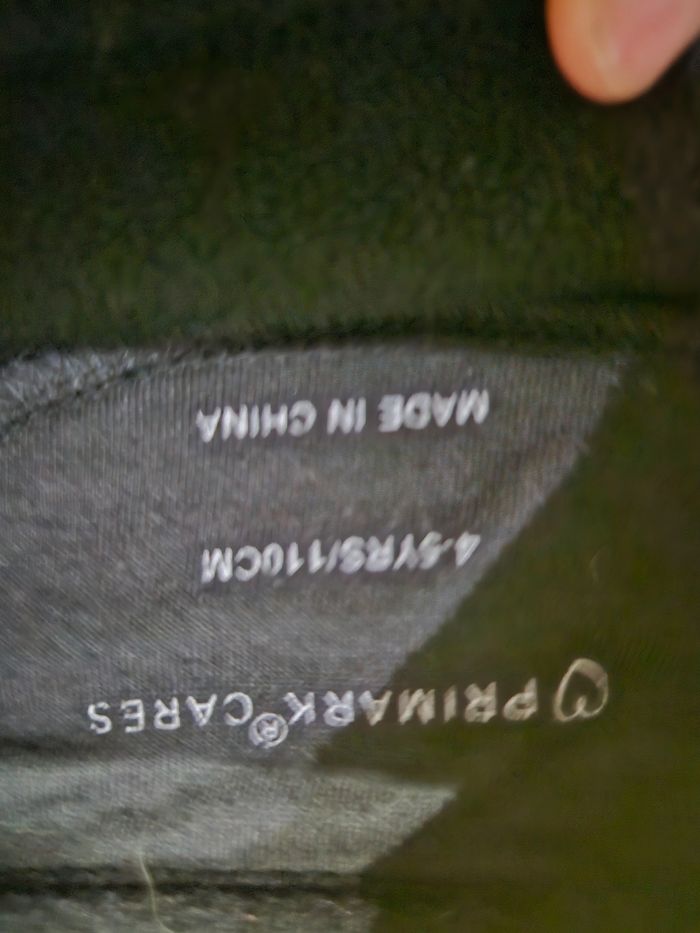 PRIMARK® CARES
4-5YRS/110CM
MADE IN CHINA